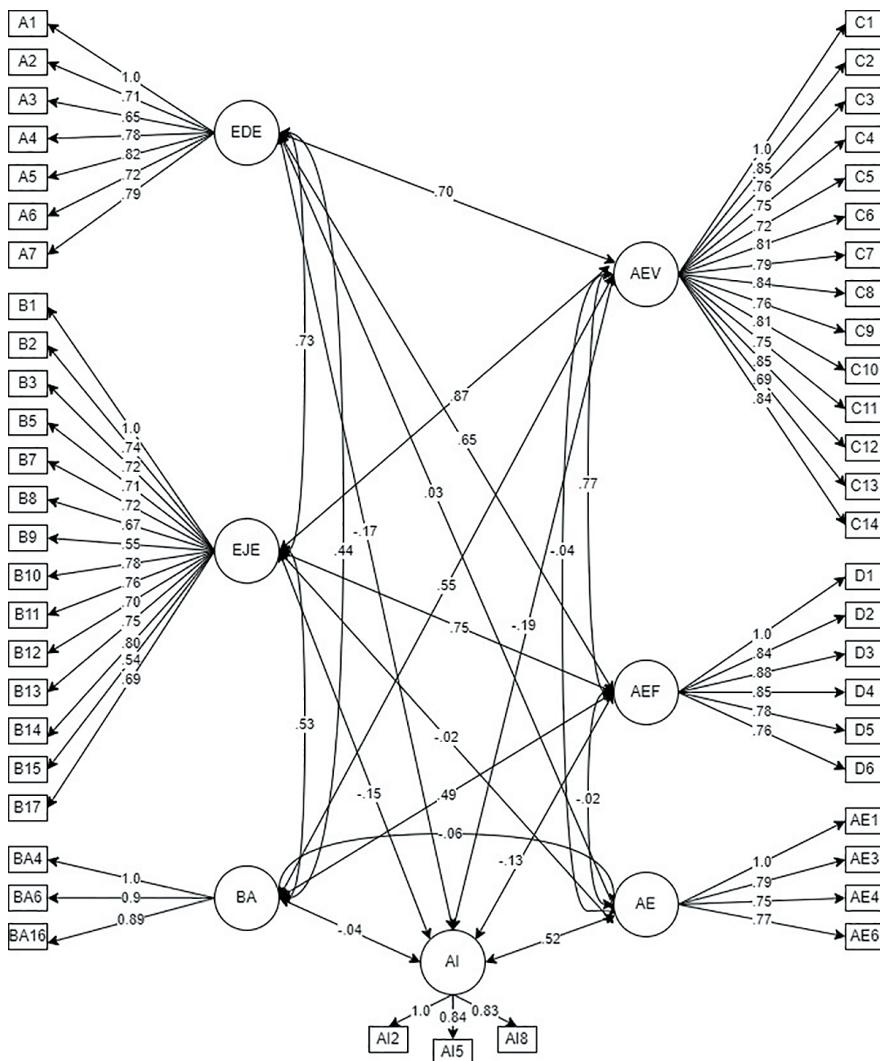 A1
A2
A3
A4
A5
A6
A7
1.0
.71
.65
.78
.82
.72
.79
EDE
B1
B2
B3
B5
B7
B8
B9
B10
B11
B12
B13
B14
B15
B17
1.0
.74
.72
.71
.72
.67
.55
.78
.76
.70
.75
.80
.54
.69
EJE
BA4
BA6
BA16
1.0
0.9
0.89
BA
.70
.73
.87
.65
.03
.77
-.17
.44
-.04
.55
-.19
.75
.53
-.02
-.15
.49
-.02
-.06
-.13
-.04
.52
AI
1.0
0.84
0.83
AI2
AI5
AI8
AEV
1.0
.85
.76
.75
.72
.81
.79
.84
.76
.81
.75
.85
.69
.84
C1
C2
C3
C4
C5
C6
C7
C8
C9
C10
C11
C12
C13
C14
AEF
1.0
.84
.88
.85
.78
.76
D1
D2
D3
D4
D5
D6
AE
1.0
.79
.75
.77
AE1
AE3
AE4
AE6